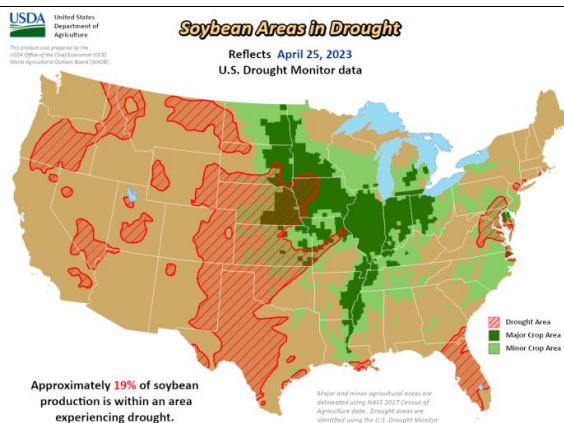 USDA
United States
Department of
Agriculture
This product was prepared by the
USDA Office of the Chief Economist (OCE)
World Agricultural Outlook Board (WAOB)
Soybean Areas in Drought
Reflects April 25, 2023
U.S. Drought Monitor data
Drought Area
Major Crop Area
Minor Crop Area
Approximately 19% of soybean
production is within an area
experiencing drought.
Major and minor agricultural areas are
delineated using NASS 2017 Census of
Agriculture data. Drought areas are
identified using the U.S. Drought Monitor